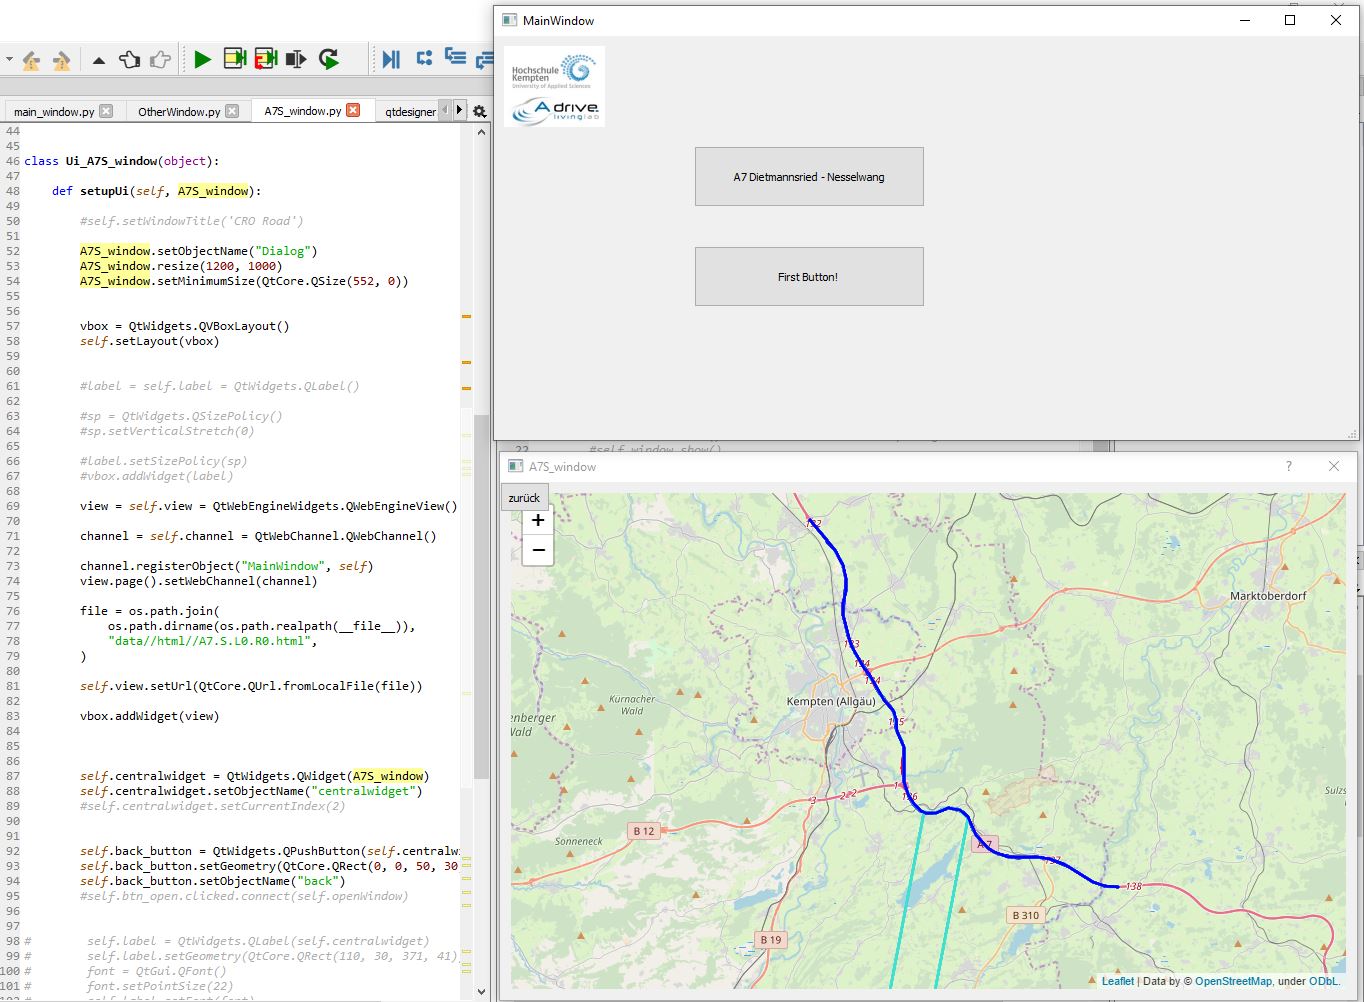 main_window.py
OtherWindow.py
A7S_window.py
qtdesigner
44
45
46 class Ui_A7S_window(object):
47
48 def setupUi(self, A7S_window):
49
50 #self.setWindowTitle('CRO Road')
51
52 A7S_window.setObjectName("Dialog")
53 A7S_window.resize(1200, 1000)
54 A7S_window.setMinimumSize(QtCore.QSize(552, 0))
55
56
57 vbox = QtWidgets.QVBoxLayout()
58 self.setLayout(vbox)
59
60
61 #label = self.label = QtWidgets.QLabel()
62
63 #sp = QtWidgets.QSizePolicy()
64 #sp.setVerticalStretch(0)
65
66 #label.setSizePolicy(sp)
67 #vbox.addWidget(label)
68
69 view = self.view = QtWebEngineWidgets.QWebEngineView()
70
71 channel = self.channel = QtWebChannel.QWebChannel()
72
73 channel.registerObject("MainWindow", self)
74 view.page().setWebChannel(channel)
75
76 file = os.path.join(
77 os.path.dirname(os.path.realpath(__file__)),
78 "data//html//A7.S.L0.R0.html",
79 )
80
81 self.view.setUrl(QtCore.QUrl.fromLocalFile(file))
82
83 vbox.addWidget(view)
84
85
86
87 self.centralwidget = QtWidgets.QWidget(A7S_window)
88 self.centralwidget.setObjectName("centralwidget")
89 #self.centralwidget.setCurrentIndex(2)
90
91
92 self.back_button = QtWidgets.QPushButton(self.centralw
93 self.back_button.setGeometry(QtCore.QRect(0, 0, 50, 30
94 self.back_button.setObjectName("back")
95 #self.btn_open.clicked.connect(self.openWindow)
96
97
98 # self.label = QtWidgets.QLabel(self.centralwidget)
99 # self.label.setGeometry(QtCore.QRect(110, 30, 371, 41)
100 # font = QtGui.QFont()
101 # font.setPointSize(22)
MainWindow
Hochschule
Kempten
University of Applied Sciences
Adrive
livinglab
A7 Dietmannsried - Nesselwang
First Button!
22 #self.window.show()
A7S_window
?
zurück
+
−
132
Marktoberdorf
133
134
134
Kürnacher
Wald
Kempten (Allgäu)
135
enberger
Wald
136
3
2
2
Sulzs
B 12
Sonneneck
A 7
137
138
B 310
B 19
Leaflet | Data by © OpenStreetMap, under ODbL.